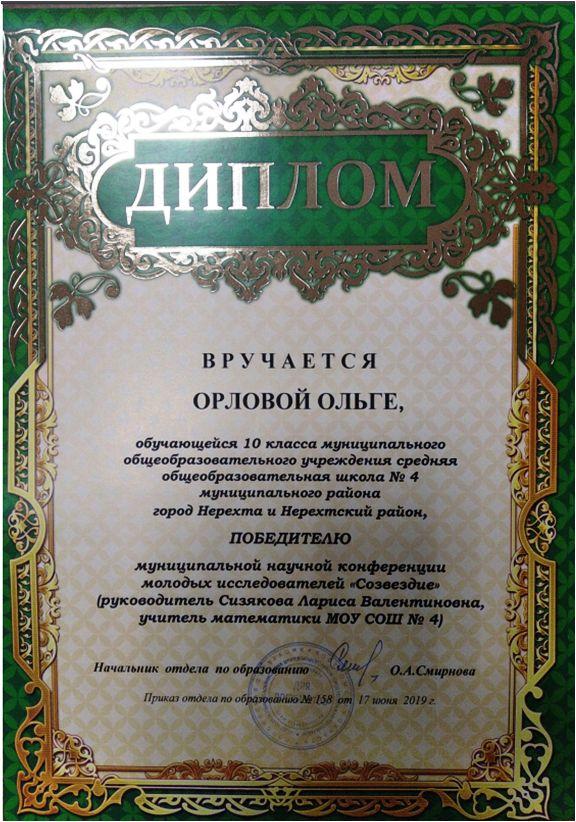 ДИПЛОМ
ВРУЧАЕТСЯ
ОРЛОВОЙ ОЛЬГЕ,
обучающейся 10 класса муниципального
общеобразовательного учреждения средняя
общеобразовательная школа № 4
муниципального района
город Нерехта и Нерехтский район,
ПОБЕДИТЕЛЮ
муниципальной научной конференции
молодых исследователей «Созвездие»
(руководитель Сизякова Лариса Валентиновна,
учитель математики МОУ СОШ № 4)
Начальник отдела по образованию О.А.Смирнова
Приказ отдела по образованию № 158 от 17 июня 2019 г.